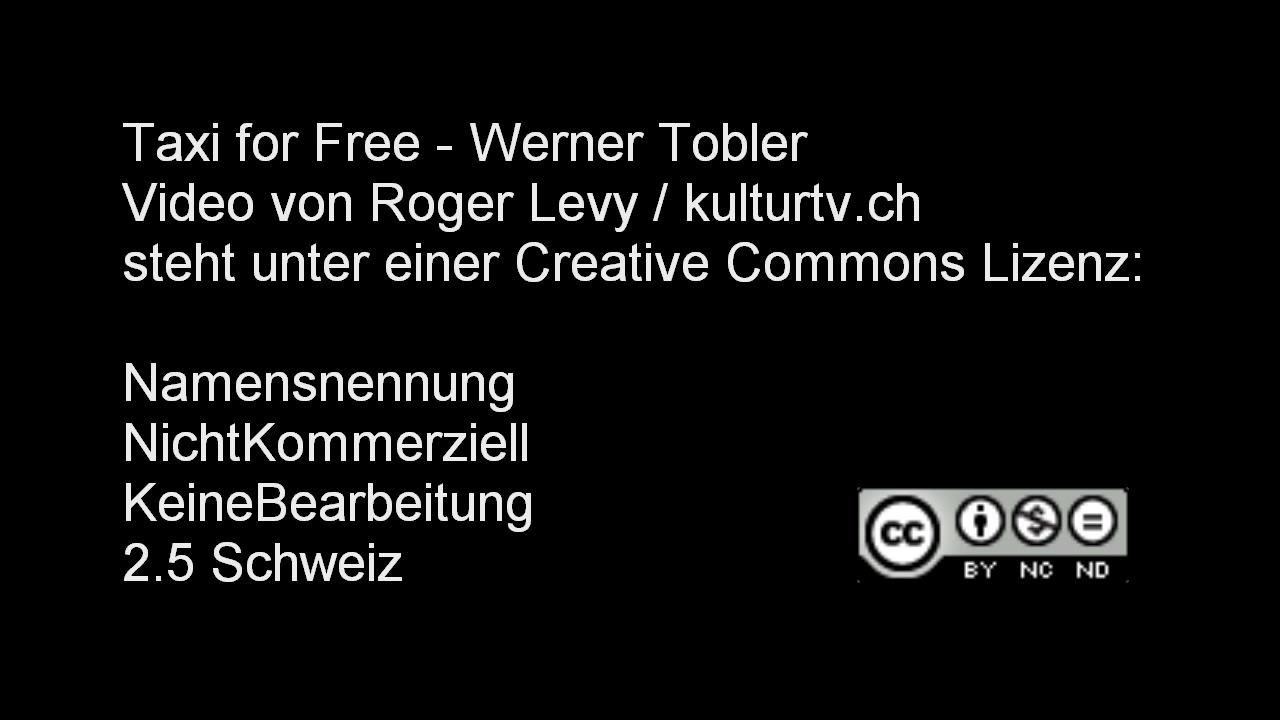 Taxi for Free - Werner Tobler
Video von Roger Levy / kulturtv.ch
steht unter einer Creative Commons Lizenz:
Namensnennung
NichtKommerziell
KeineBearbeitung
2.5 Schweiz
cc
BY NC ND